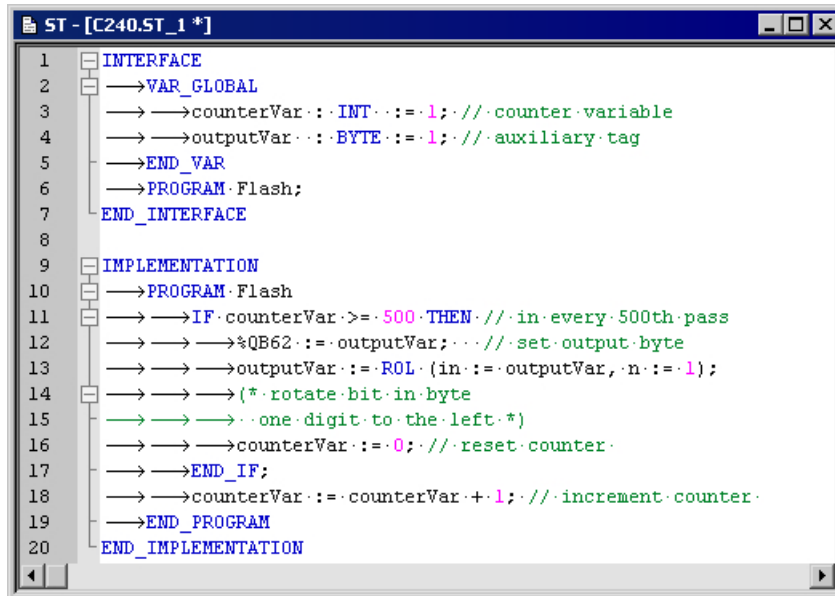 ST - [C240.ST_1 *]
1 INTERFACE
2 VAR_GLOBAL
3 counterVar : INT := 1; // counter variable
4 outputVar : BYTE := 1; // auxiliary tag
5 END_VAR
6 PROGRAM Flash;
7 END_INTERFACE
8
9 IMPLEMENTATION
10 PROGRAM Flash
11 IF counterVar >= 500 THEN // in every 500th pass
12 %QB62 := outputVar; // set output byte
13 outputVar := ROL (in := outputVar, n := 1);
14 (* rotate bit in byte
15 one digit to the left *)
16 counterVar := 0; // reset counter
17 END_IF;
18 counterVar := counterVar + 1; // increment counter
19 END_PROGRAM
20 END_IMPLEMENTATION